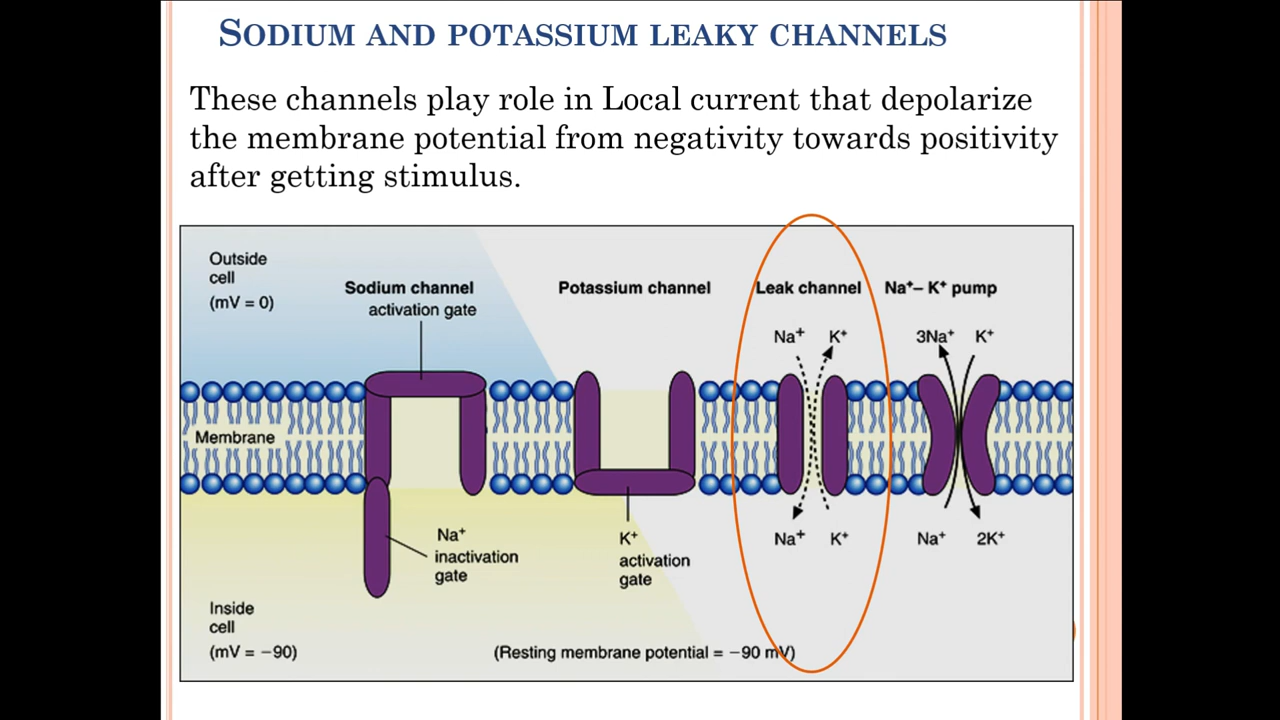 SODIUM AND POTASSIUM LEAKY CHANNELS
These channels play role in Local current that depolarize
the membrane potential from negativity towards positivity
after getting stimulus.
Outside
cell
(mV = 0)
Sodium channel
activation gate
Potassium channel
Leak channel
Na⁺– K⁺ pump
Na⁺ K⁺
3Na⁺ K⁺
Membrane
Na⁺
inactivation
gate
K⁺
activation
gate
Na⁺ K⁺
Na⁺ 2K⁺
Inside
cell
(mV = −90)
(Resting membrane potential = −90 mV)